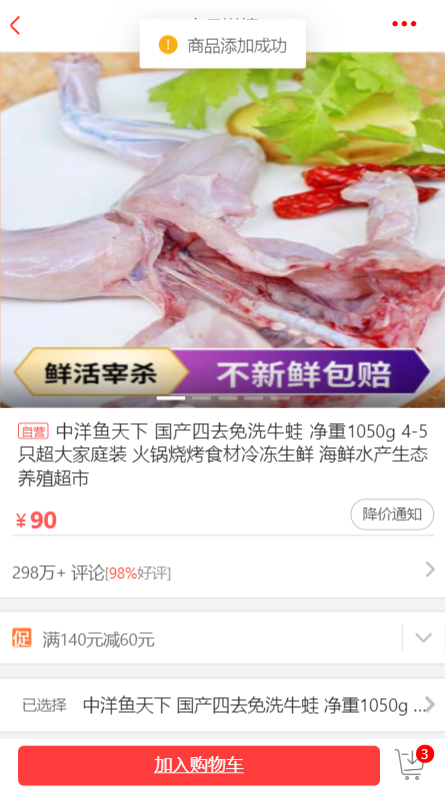 商品添加成功
鲜活宰杀
不新鲜包赔
自营 中洋鱼天下 国产四去免洗牛蛙 净重1050g 4-5
只超大家庭装 火锅烧烤食材冷冻生鲜 海鲜水产生态
养殖超市
¥90
降价通知
298万+ 评论[98%好评]
促 满140元减60元
已选择 中洋鱼天下 国产四去免洗牛蛙 净重1050g ...
加入购物车
3